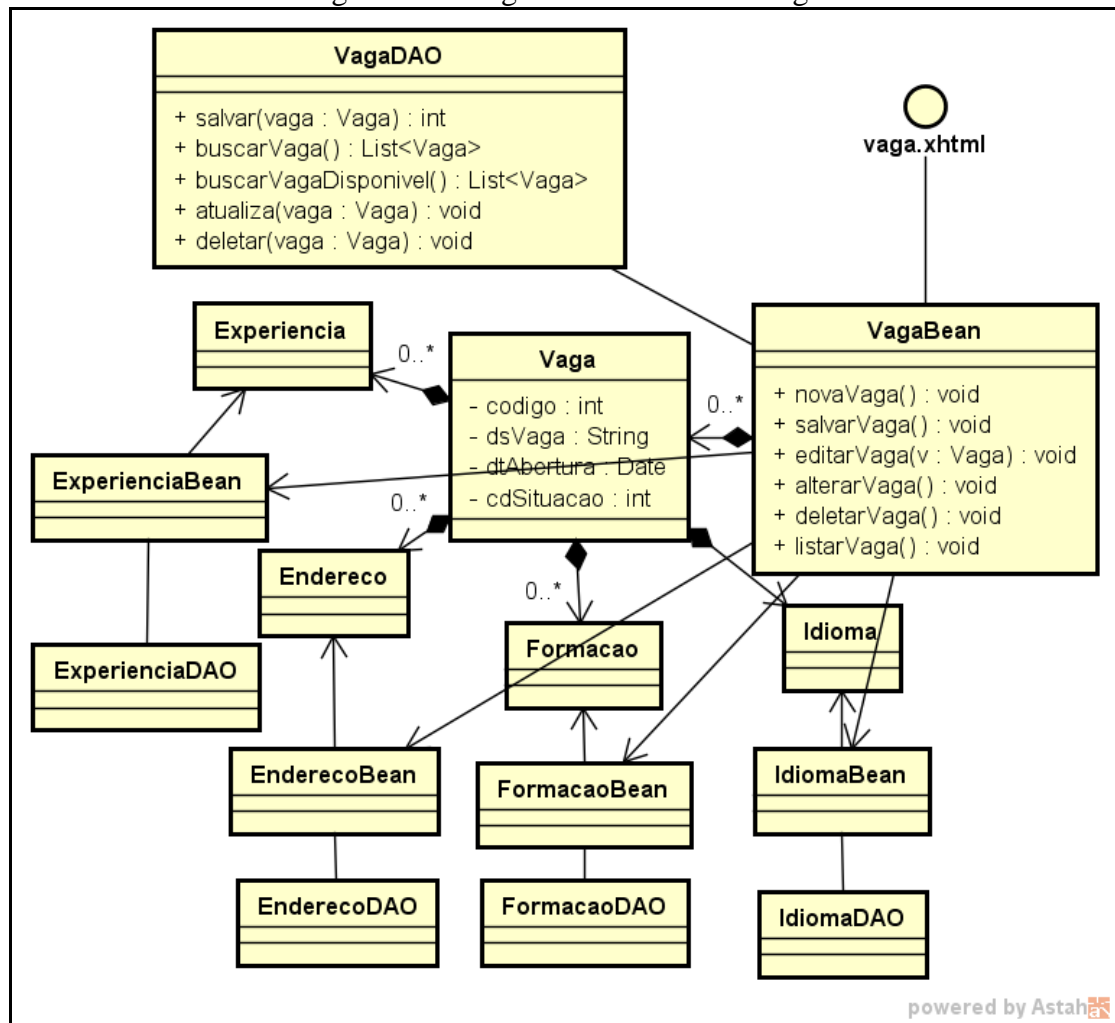 VagaDAO
+ salvar(vaga : Vaga) : int
+ buscarVaga() : List<Vaga>
+ buscarVagaDisponivel() : List<Vaga>
+ atualiza(vaga : Vaga) : void
+ deletar(vaga : Vaga) : void
vaga.xhtml
Experiencia
0..*
Vaga
- codigo : int
- dsVaga : String
- dtAbertura : Date
- cdSituacao : int
0..*
VagaBean
+ novaVaga() : void
+ salvarVaga() : void
+ editarVaga(v : Vaga) : void
+ alterarVaga() : void
+ deletarVaga() : void
+ listarVaga() : void
ExperienciaBean
0..*
Endereco
0..*
Formacao
Idioma
ExperienciaDAO
EnderecoBean
FormacaoBean
IdiomaBean
EnderecoDAO
FormacaoDAO
IdiomaDAO
powered by Astah